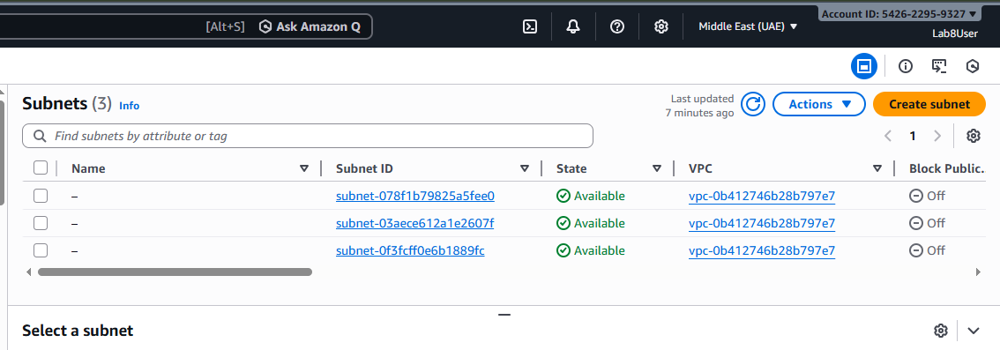 Account ID: 5426-2295-9327
[Alt+S] Ask Amazon Q Middle East (UAE)
Lab8User
Subnets (3) Info
Last updated
7 minutes ago
Actions
Create subnet
Find subnets by attribute or tag
1
Name Subnet ID State VPC Block Public.
– subnet-078f1b79825a5fee0 Available vpc-0b412746b28b797e7 Off
– subnet-03aece612a1e2607f Available vpc-0b412746b28b797e7 Off
– subnet-0f3fcff0e6b1889fc Available vpc-0b412746b28b797e7 Off
Select a subnet